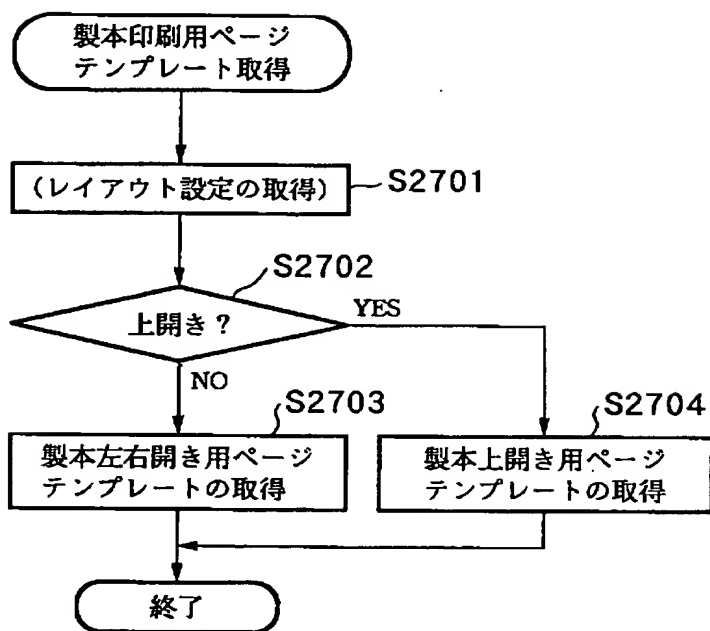 製本印刷用ページ
テンプレート取得
(レイアウト設定の取得)
S2701
S2702
上開き?
YES
NO
S2703
製本左右開き用ページ
テンプレートの取得
S2704
製本上開き用ページ
テンプレートの取得
終了